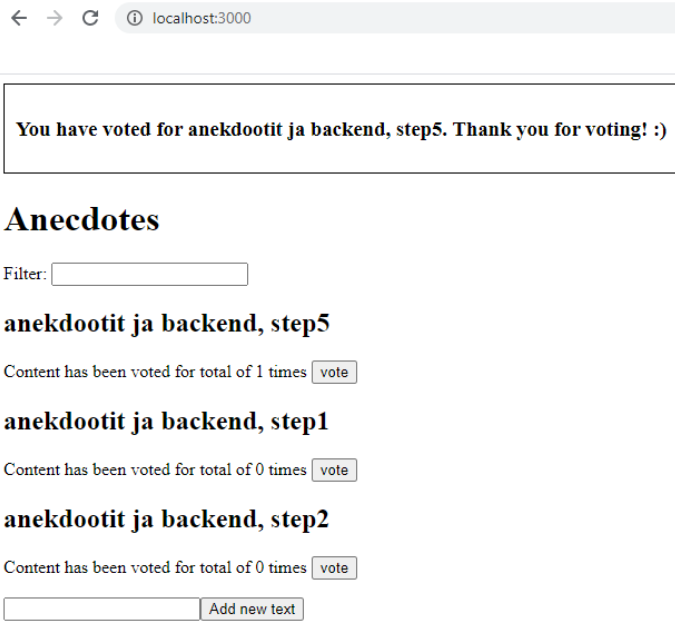 localhost:3000
You have voted for anekdootit ja backend, step5. Thank you for voting! :)
Anecdotes
Filter:
anekdootit ja backend, step5
Content has been voted for total of 1 times vote
anekdootit ja backend, step1
Content has been voted for total of 0 times vote
anekdootit ja backend, step2
Content has been voted for total of 0 times vote
Add new text